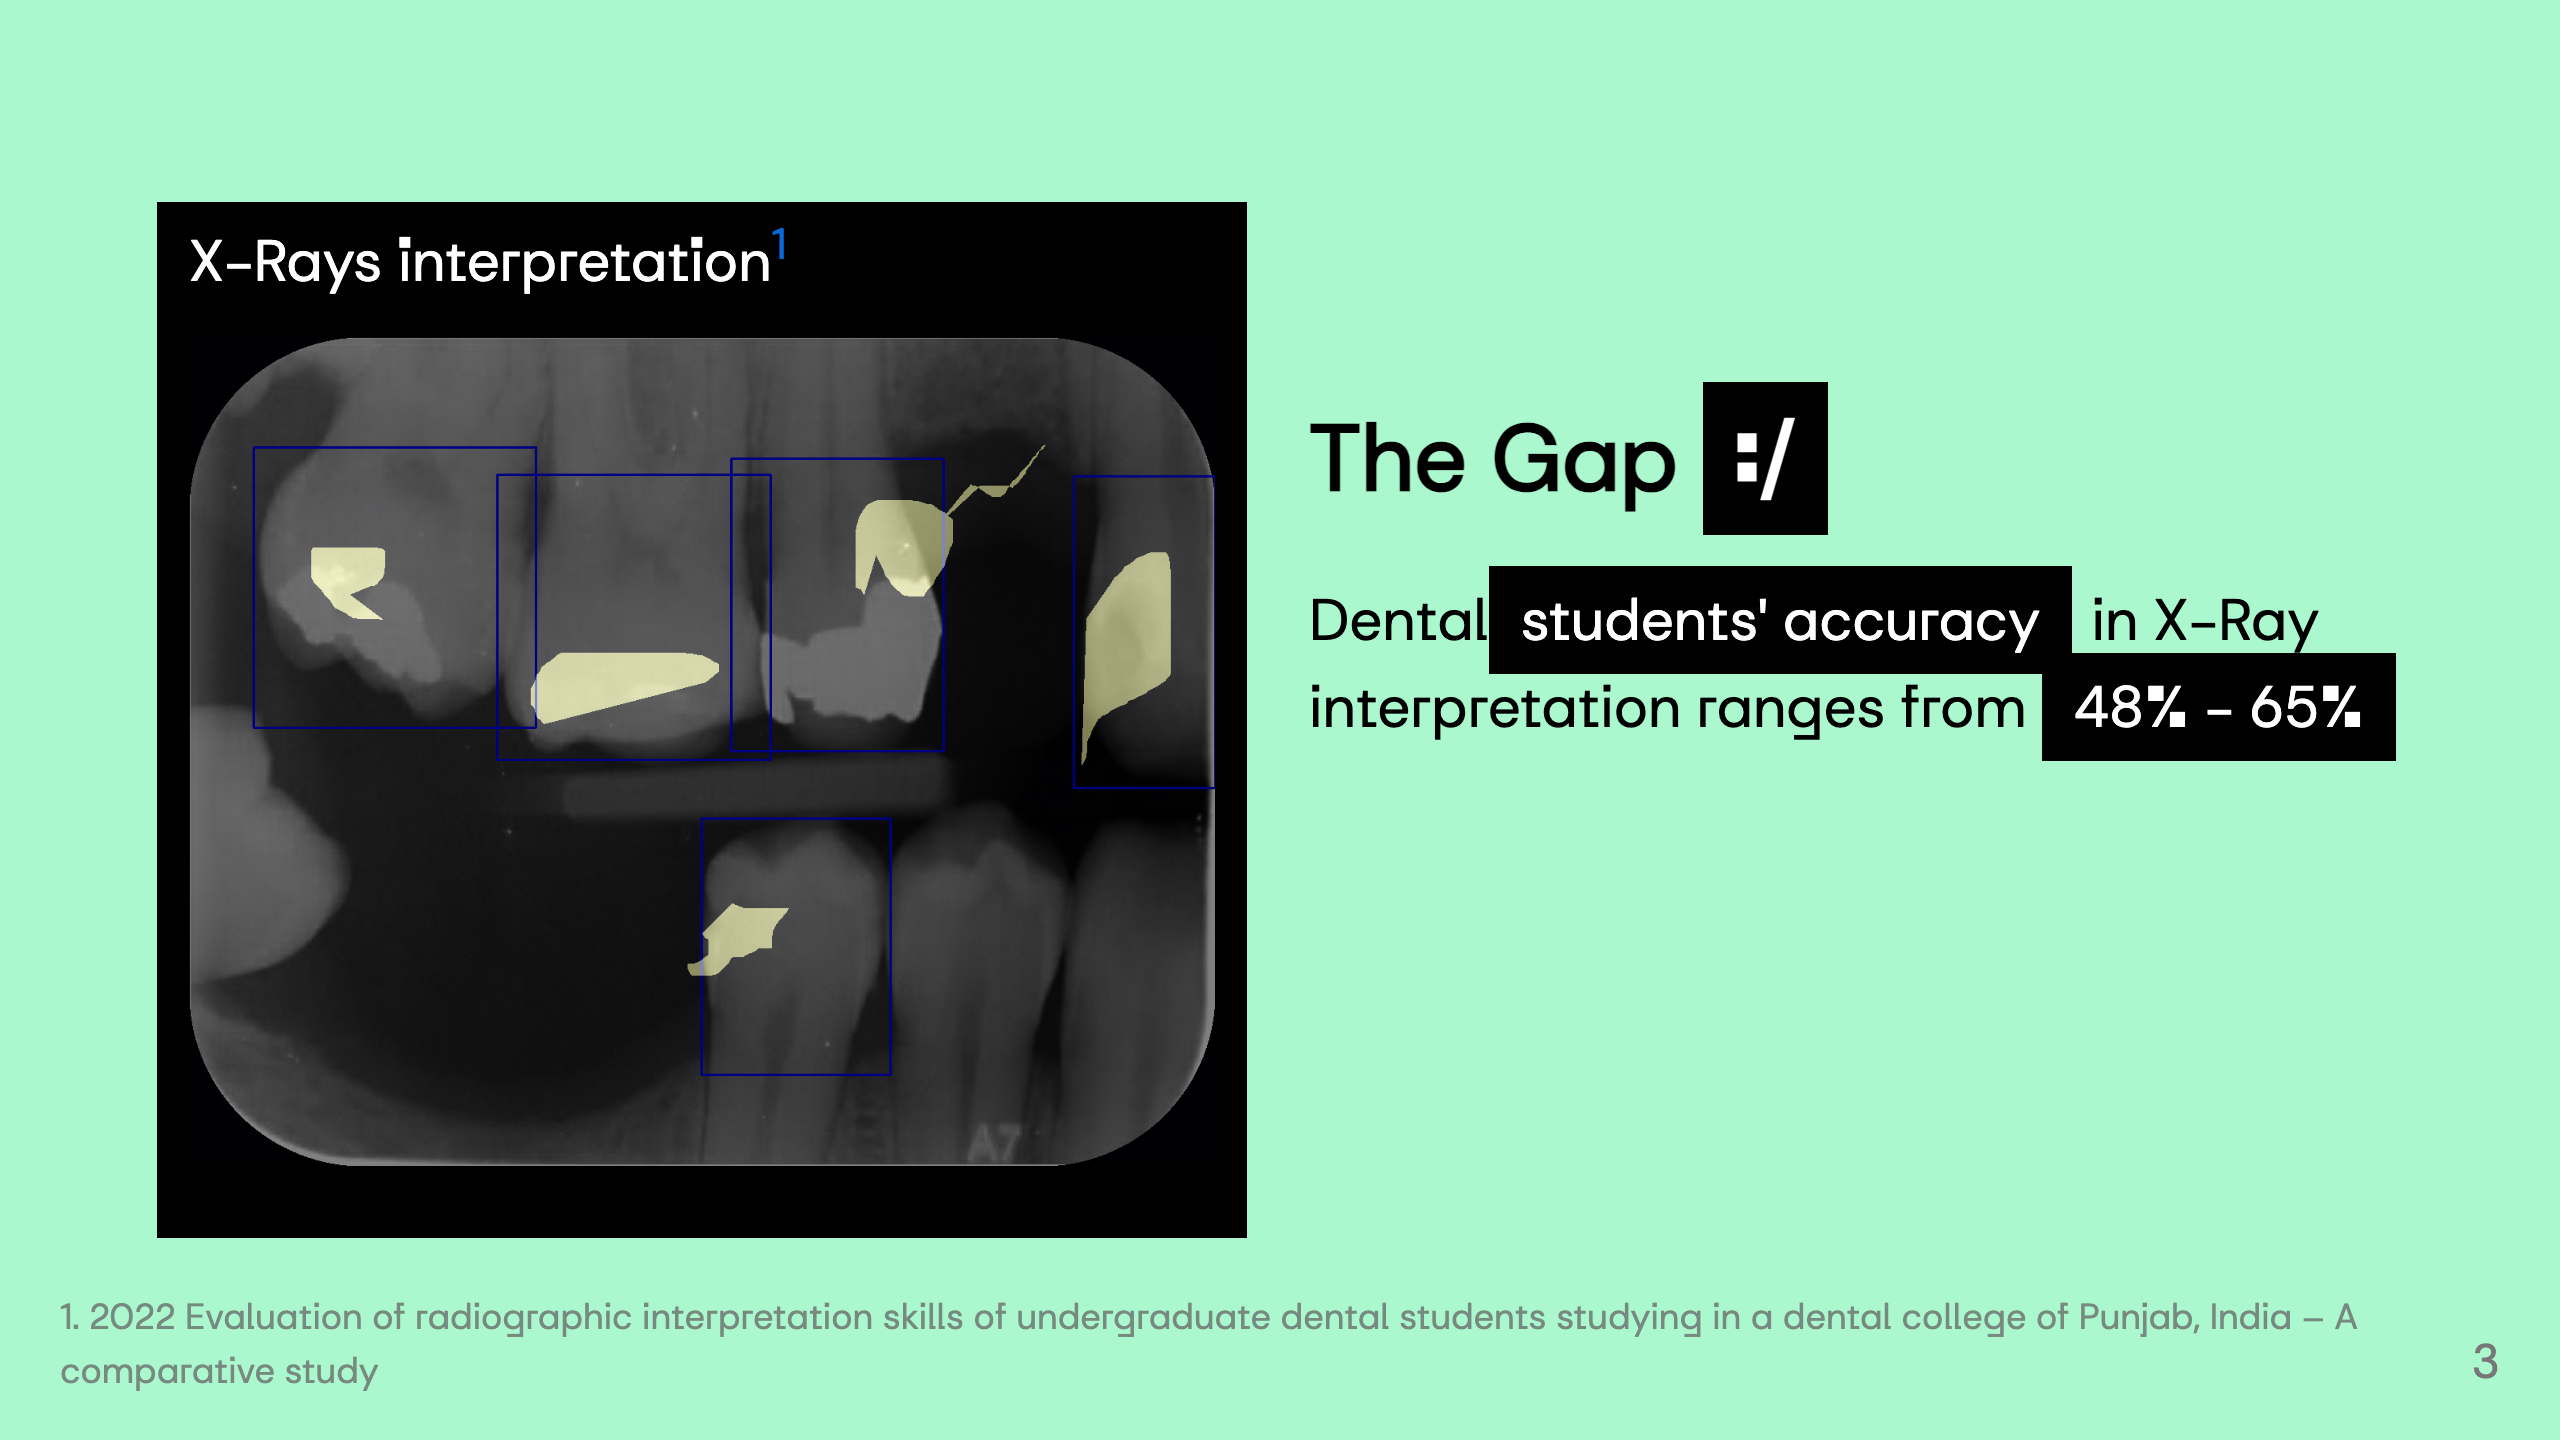 X-Rays interpretation1
The Gap :/
Dental students' accuracy in X-Ray
interpretation ranges from 48% - 65%
A7
1. 2022 Evaluation of radiographic interpretation skills of undergraduate dental students studying in a dental college of Punjab, India – A
comparative study
3